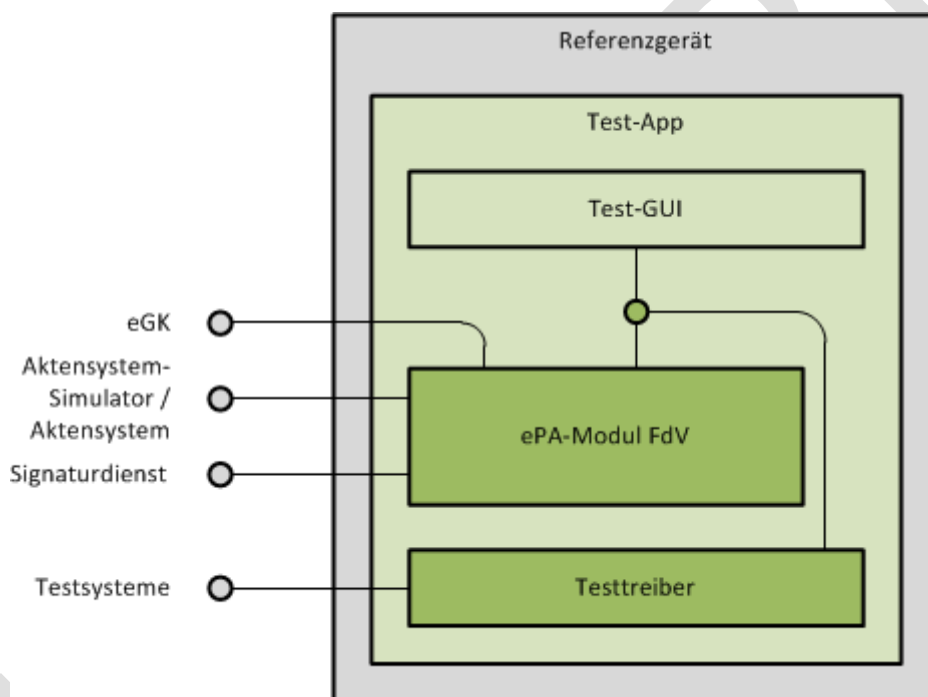 Referenzgerät
Test-App
Test-GUI
eGK
Aktensystem-
Simulator /
Aktensystem
ePA-Modul FdV
Signaturdienst
Testsysteme
Testtreiber